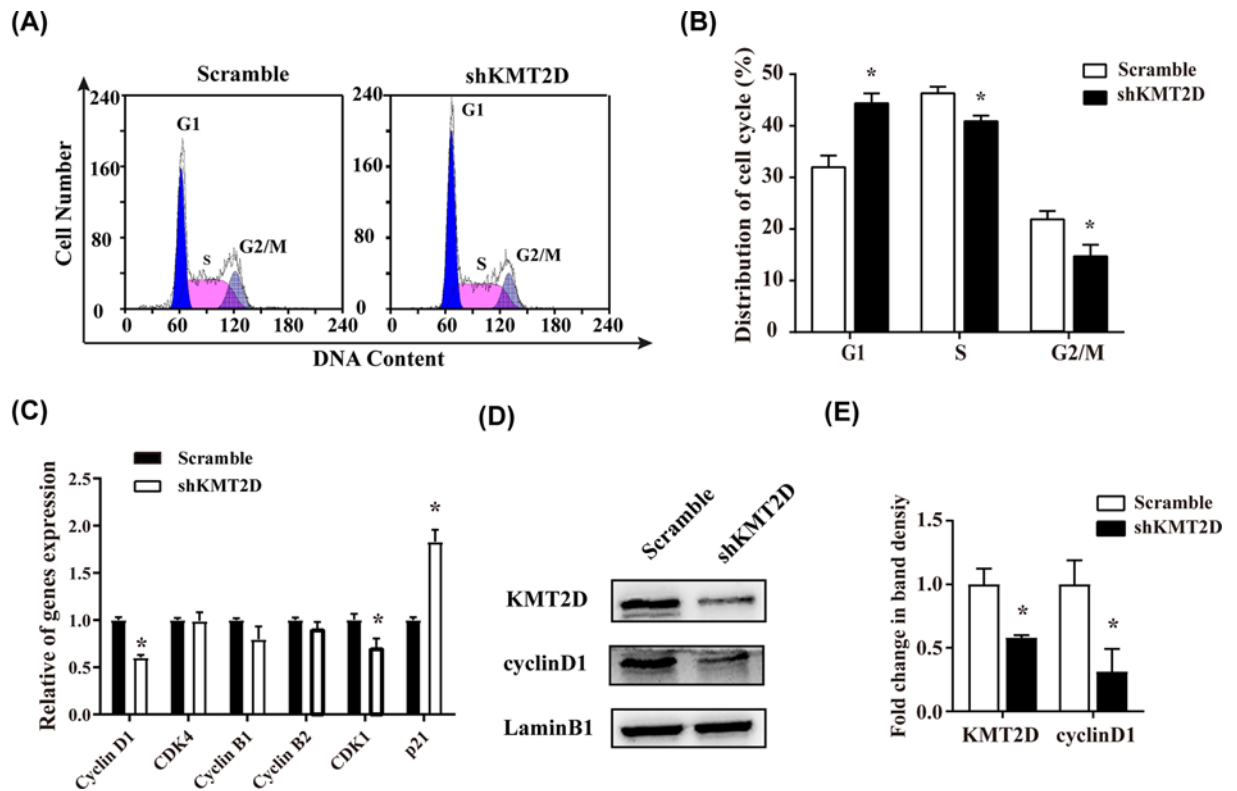 (A)
Scramble
shKMT2D
240
160
80
0
G1
S
G2/M
0 60 120 180 240
240
160
80
0
G1
S
G2/M
0 60 120 180 240
Cell Number
DNA Content
(B)
Distribution of cell cycle (%)
50
40
30
20
10
0
* * *
Scramble
shKMT2D
G1 S G2/M
(C)
Scramble
shKMT2D
Relative of genes expression
2.5
2.0
1.5
1.0
0.5
0.0
* * *
Cyclin D1
CDK4
Cyclin B1
Cyclin B2
CDK1
p21
(D)
Scramble
shKMT2D
KMT2D
cyclinD1
LaminB1
(E)
Scramble
shKMT2D
Fold change in band densiy
1.5
1.0
0.5
0.0
* *
KMT2D cyclinD1